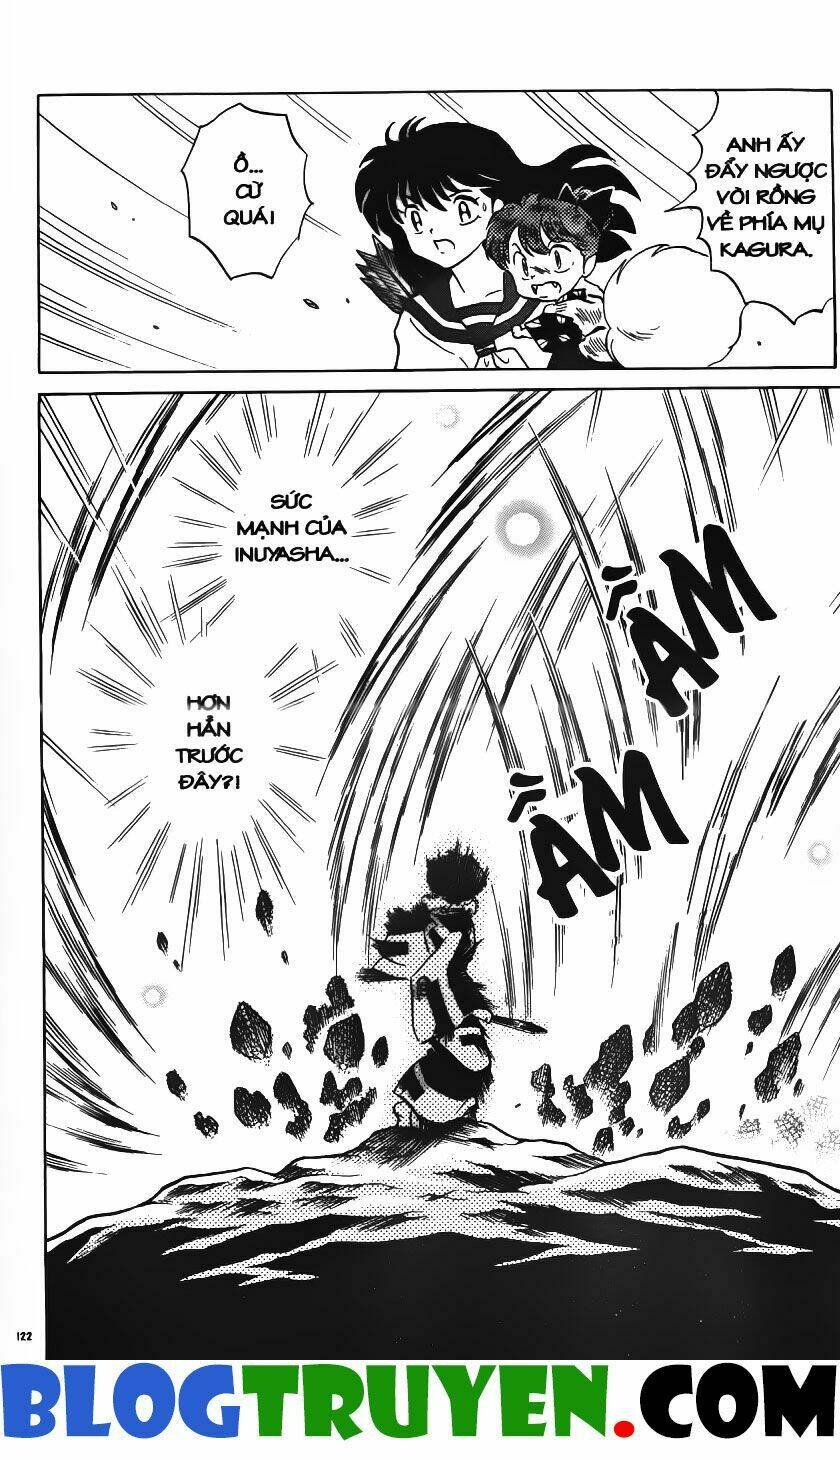 ANH ẤY
ĐẨY NGƯỢC
VÒI RỒNG
VỀ PHÍA MỤ
KAGURA.
Ồ...
CỪ
QUÁ!
SỨC
MẠNH CỦA
INUYASHA...
HƠN
HẲN
TRƯỚC
ĐÂY?!
ẦM
ẦM
122
BLOGTRUYEN.COM